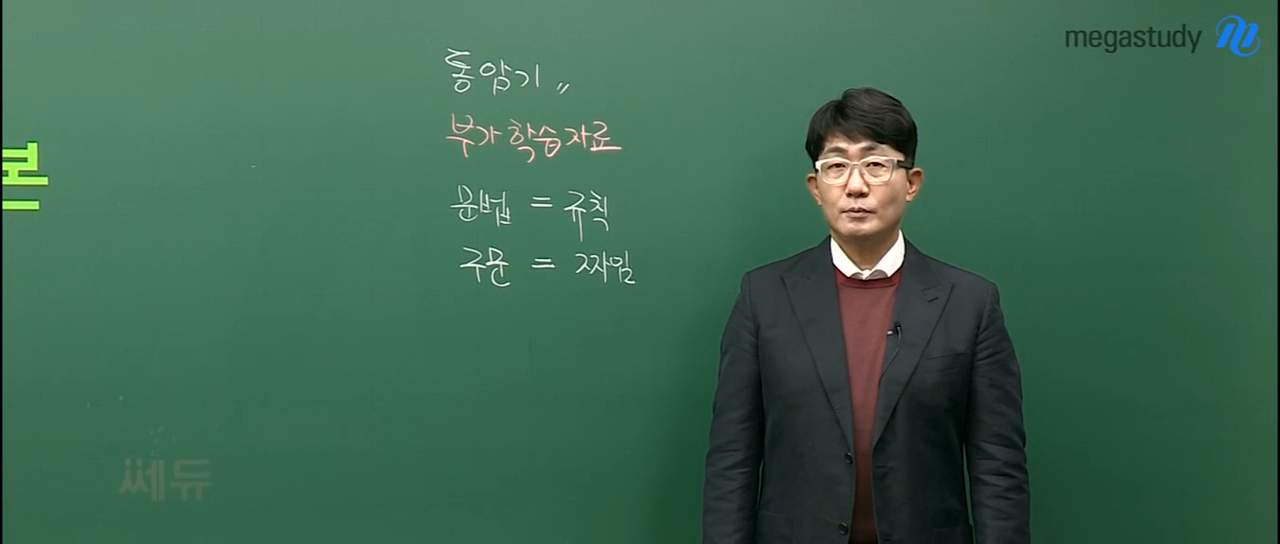 megastudy
통암기 〃
부가학습자료
본
문법 = 규칙
구문 = 짜임
쎄듀